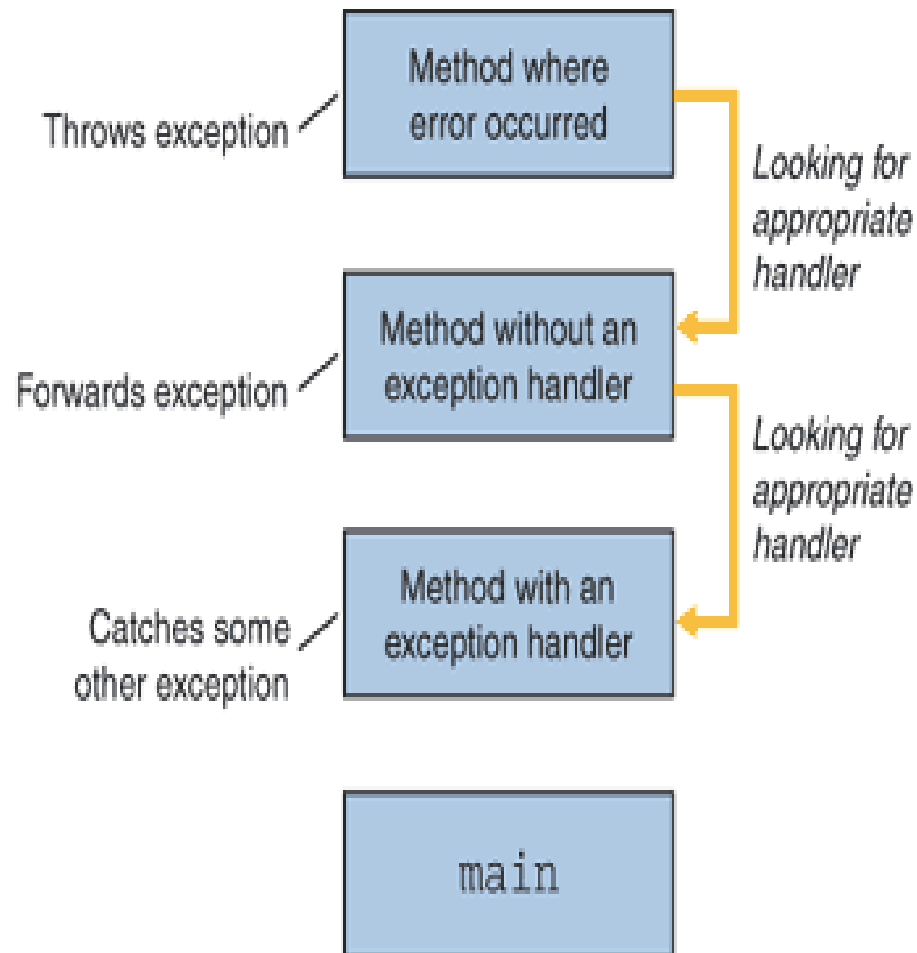 Method where
error occurred
Throws exception
Looking for
appropriate
handler
Method without an
exception handler
Forwards exception
Looking for
appropriate
handler
Method with an
exception handler
Catches some
other exception
main